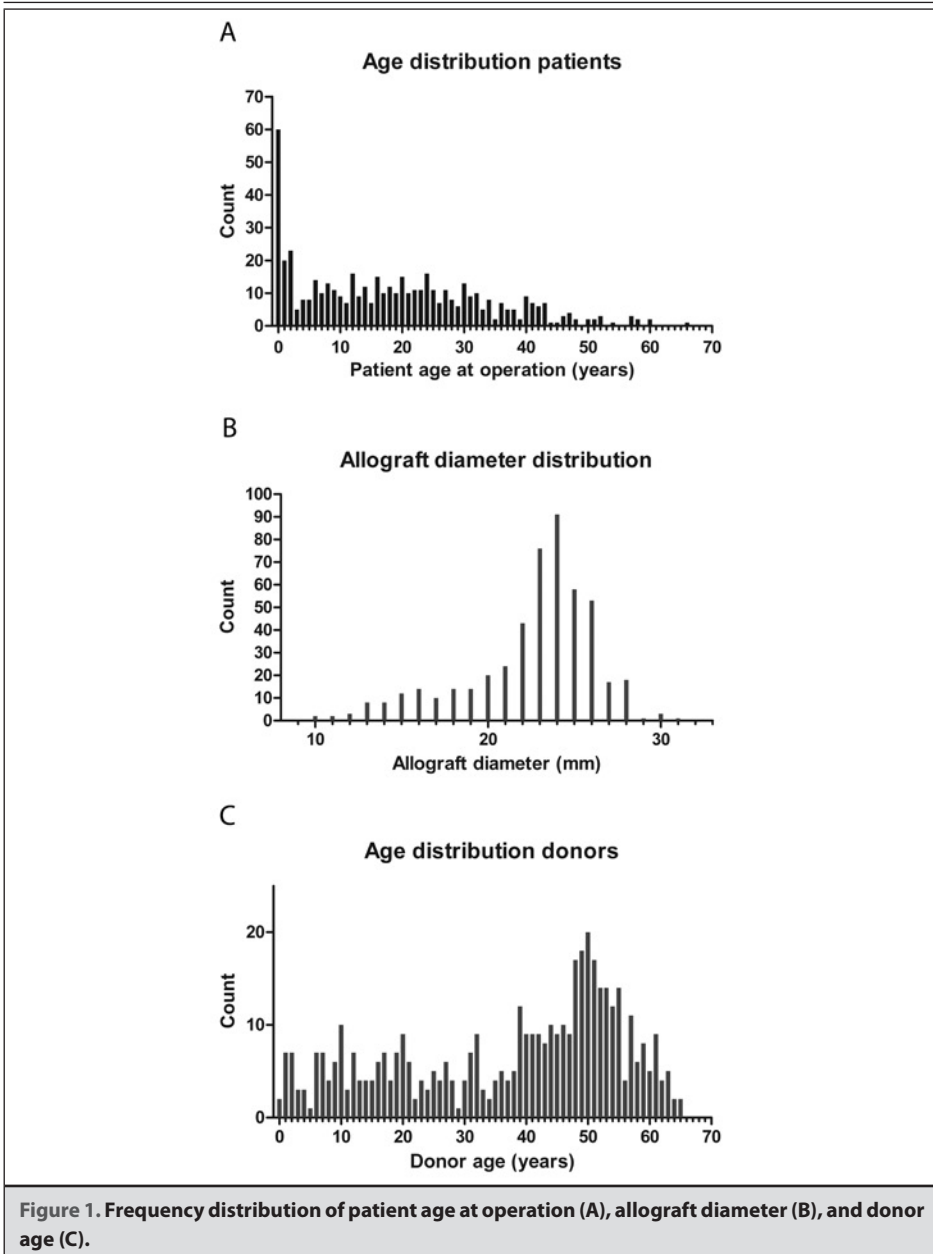 A
Age distribution patients
70
60
50
40
30
20
10
0
Count
0 10 20 30 40 50 60 70
Patient age at operation (years)
B
Allograft diameter distribution
100
90
80
70
60
50
40
30
20
10
0
Count
10 20 30
Allograft diameter (mm)
C
Age distribution donors
20
10
0
Count
0 10 20 30 40 50 60 70
Donor age (years)
Figure 1. Frequency distribution of patient age at operation (A), allograft diameter (B), and donor
age (C).